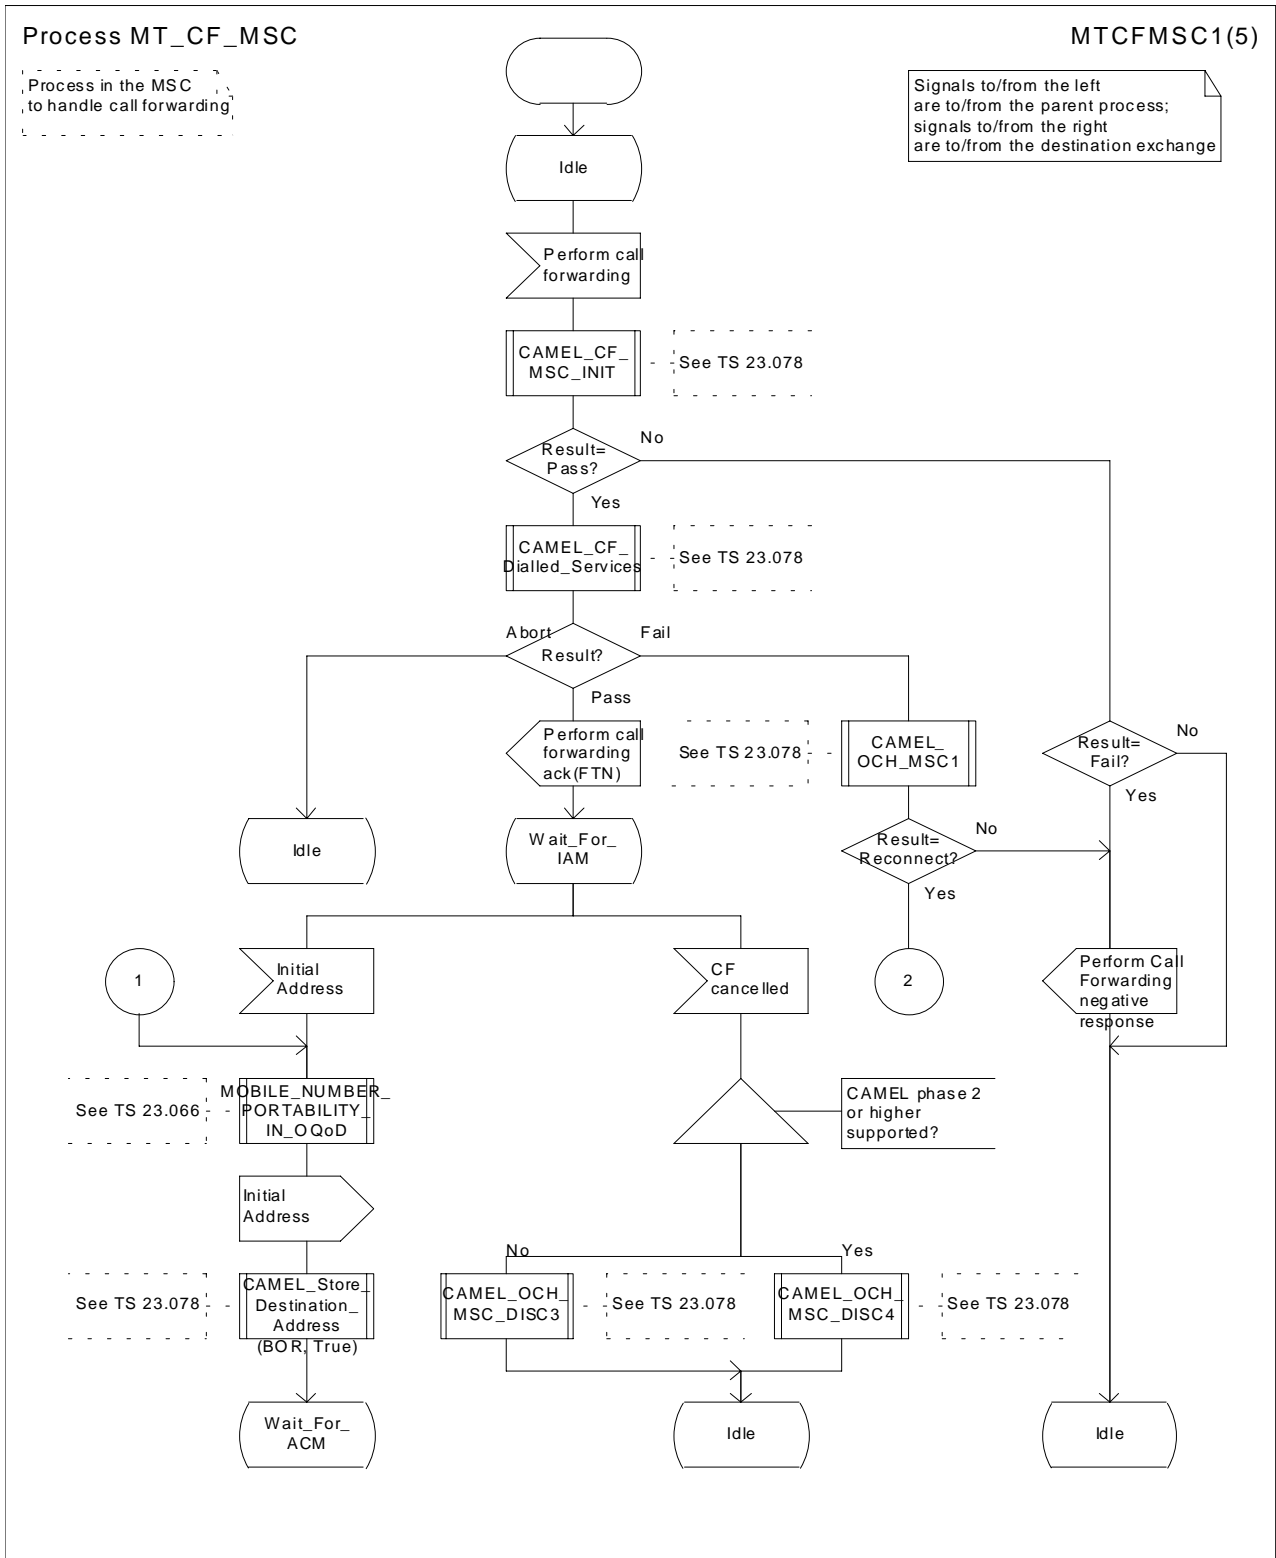 Process MT_CF_MSC
MTCFMSC1(5)
Process in the MSC
to handle call forwarding
Signals to/from the left
are to/from the parent process;
signals to/from the right
are to/from the destination exchange
Idle
Perform call
forwarding
CAMEL_CF_
MSC_INIT
See TS 23.078
Result=
Pass?
No
Yes
CAMEL_CF_
Dialled_Services
See TS 23.078
Abort
Fail
Result?
Pass
Perform call
forwarding
ack(FTN)
See TS 23.078
CAMEL_
OCH_MSC1
Result=
Fail?
No
Yes
Idle
Wait_For_
IAM
Result=
Reconnect?
No
Yes
1
Initial
Address
CF
cancelled
2
Perform Call
Forwarding
negative
response
See TS 23.066
MOBILE_NUMBER_
PORTABILITY_
IN_OQoD
CAMEL phase 2
or higher
supported?
Initial
Address
No
Yes
See TS 23.078
CAMEL_Store_
Destination_
Address
(BOR, True)
CAMEL_OCH_
MSC_DISC3
See TS 23.078
CAMEL_OCH_
MSC_DISC4
See TS 23.078
Wait_For_
ACM
Idle
Idle